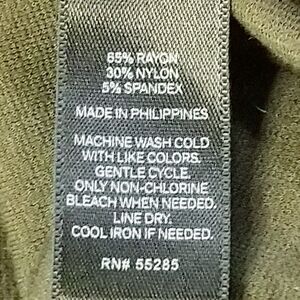 65% RAYON
30% NYLON
5% SPANDEX
MADE IN PHILIPPINES
MACHINE WASH COLD
WITH LIKE COLORS.
GENTLE CYCLE.
ONLY NON-CHLORINE
BLEACH WHEN NEEDED.
LINE DRY.
COOL IRON IF NEEDED.
RN# 55285